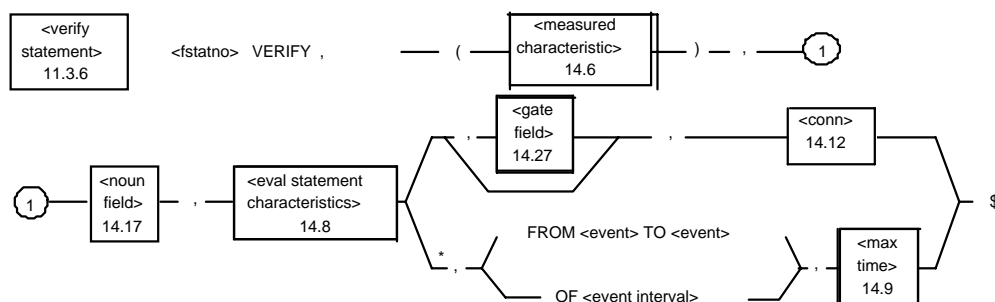 <verify statement> 11.3.6
<fstatno> VERIFY , ( <measured characteristic> 14.6 ) , 1
1 <noun field> 14.17 , <eval statement characteristics> 14.8
, <gate field> 14.27 , <conn> 14.12
$
* , FROM <event> TO <event>
OF <event interval> , <max time> 14.9